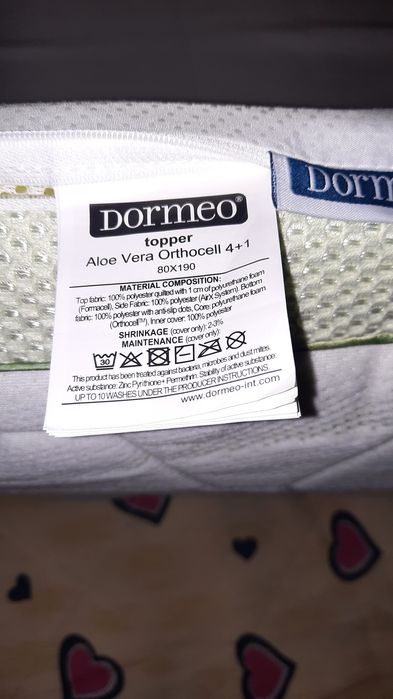 DORMEO®
topper
Aloe Vera Orthocell 4+1
80X190
MATERIAL COMPOSITION:
Top fabric: 100% polyester quilted with 1 cm of polyurethane foam
(Formacell), Side Fabric: 100% polyester (AirX System), Bottom
fabric: 100% polyester with anti-slip dots, Core: polyurethane foam
(Orthocell™), Inner cover: 100% polyester
SHRINKAGE (cover only): 2-3%
MAINTENANCE (cover only):
30
This product has been treated against bacteria, microbes and dust mites.
Active substance: Zinc Pyrithone + Permethrin. Stability of active substance:
UP TO 10 WASHES UNDER THE PRODUCER INSTRUCTIONS.
www.dormeo-int.com
Dorm